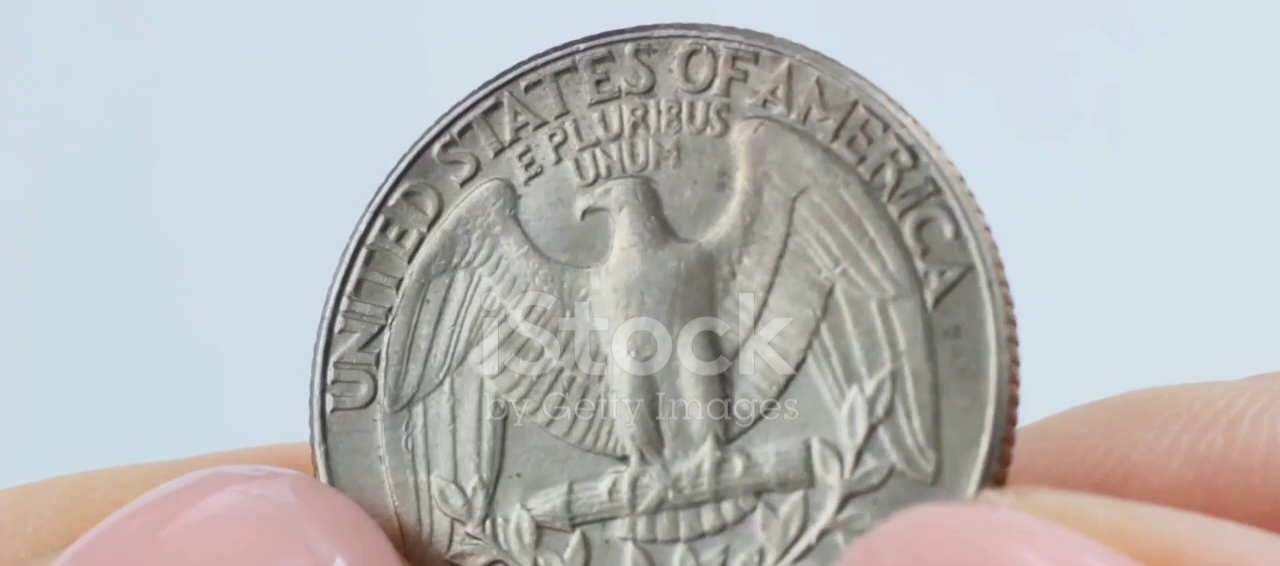 UNITED STATES OF AMERICA
E PLURIBUS
UNUM
iStock
by Getty Images